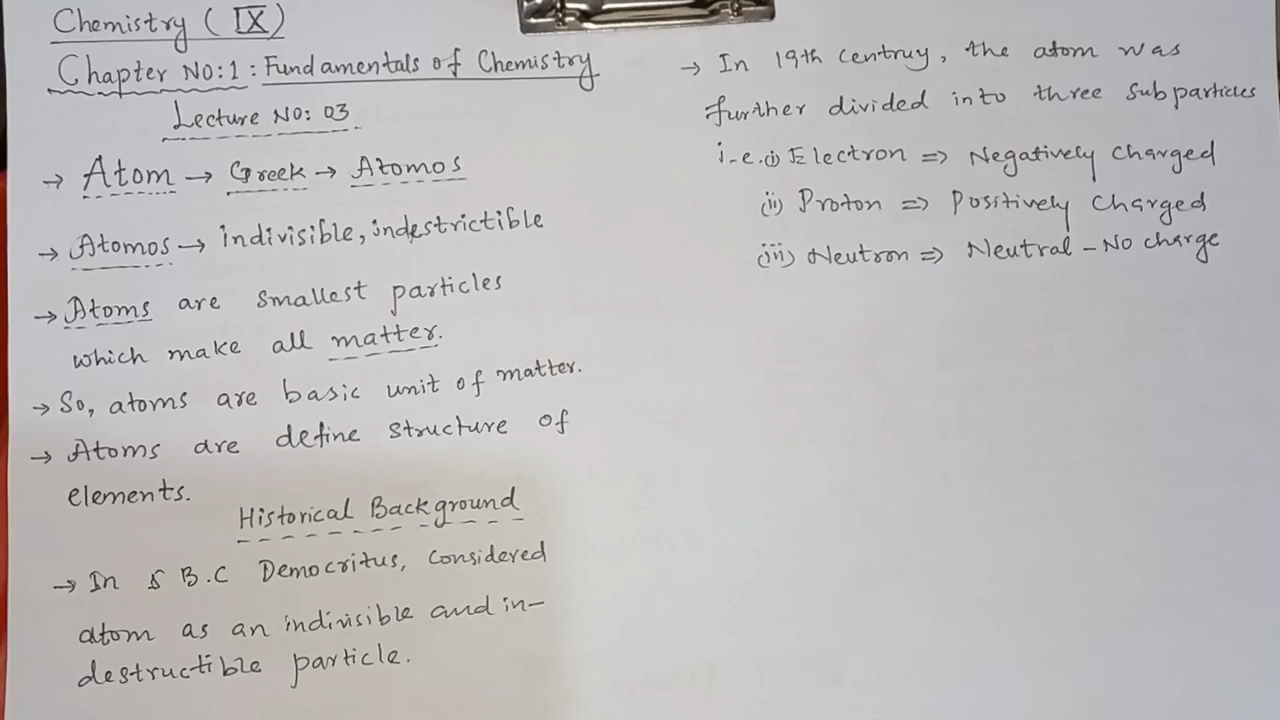 Chemistry (IX)
Chapter NO:1 : Fundamentals of Chemistry
Lecture NO: 03
→ Atom → Greek → Atomos
→ Atomos → indivisible, indestrictible
→ Atoms are smallest particles
which make all matter.
→ So, atoms are basic unit of matter.
→ Atoms are define structure of
elements.
Historical Background
→ In 5 B.C Democritus, Considered
atom as an indivisible and in-
destructible particle.
→ In 19th Centruy, the atom was
further divided into three subparticles
i-e. (i) Electron => Negatively Charged
(ii) Proton => Positively Charged
(iii) Neutron => Neutral - No charge